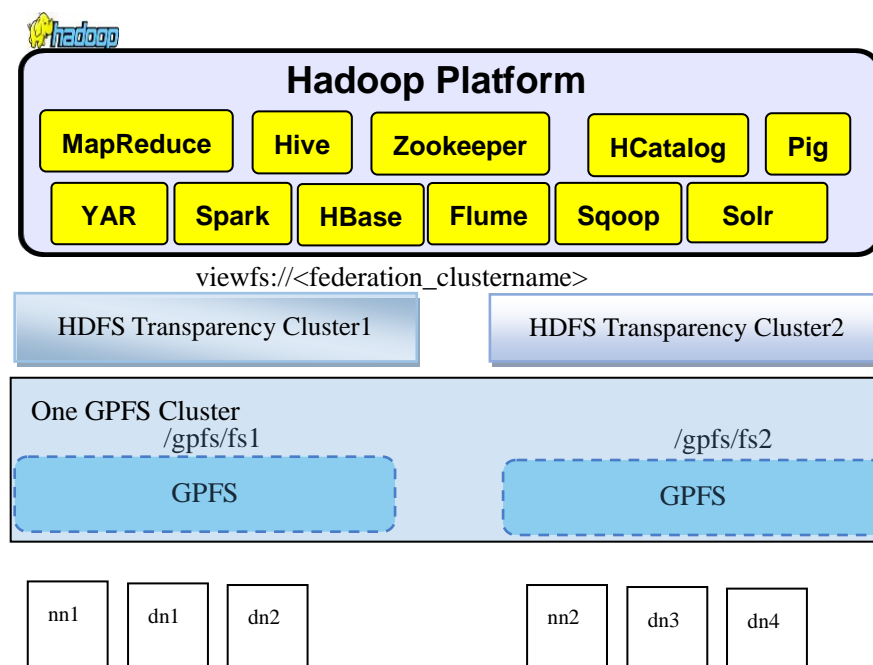 hadoop
Hadoop Platform
MapReduce Hive Zookeeper HCatalog Pig
YAR Spark HBase Flume Sqoop Solr
viewfs://<federation_clustername>
HDFS Transparency Cluster1 HDFS Transparency Cluster2
One GPFS Cluster
/gpfs/fs1 /gpfs/fs2
GPFS GPFS
nn1 dn1 dn2 nn2 dn3 dn4